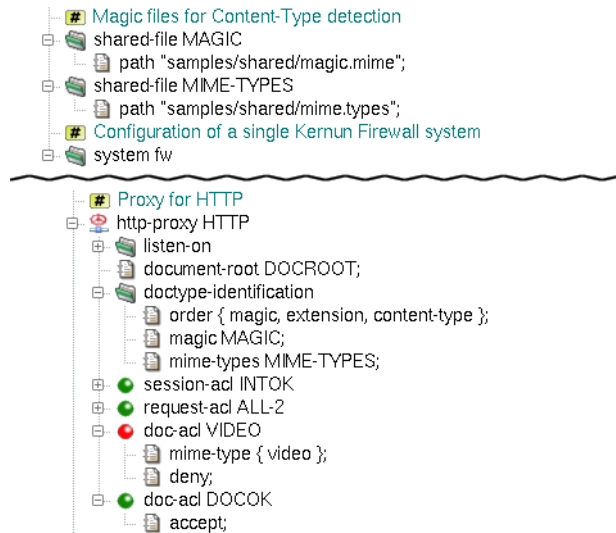 # Magic files for Content-Type detection
shared-file MAGIC
path "samples/shared/magic.mime";
shared-file MIME-TYPES
path "samples/shared/mime.types";
# Configuration of a single Kernun Firewall system
system fw
# Proxy for HTTP
http-proxy HTTP
listen-on
document-root DOCROOT;
doctype-identification
order { magic, extension, content-type };
magic MAGIC;
mime-types MIME-TYPES;
session-acl INTOK
request-acl ALL-2
doc-acl VIDEO
mime-type { video };
deny;
doc-acl DOCOK
accept;